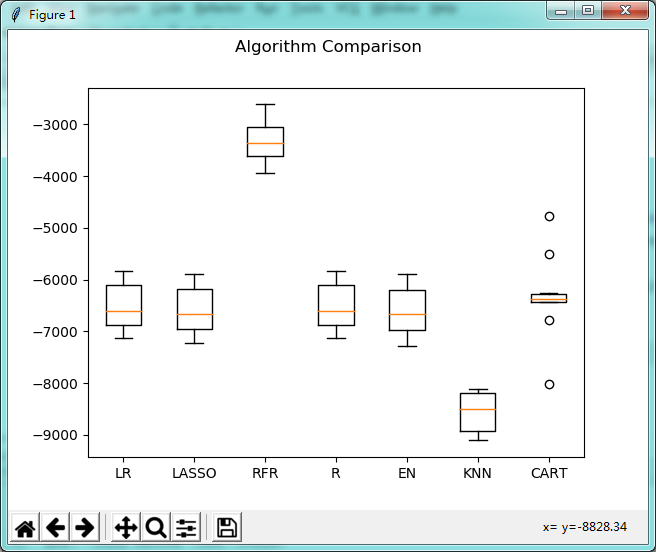 Figure 1
Algorithm Comparison
−3000
−4000
−5000
−6000
−7000
−8000
−9000
LR LASSO RFR R EN KNN CART
x= y=-8828.34